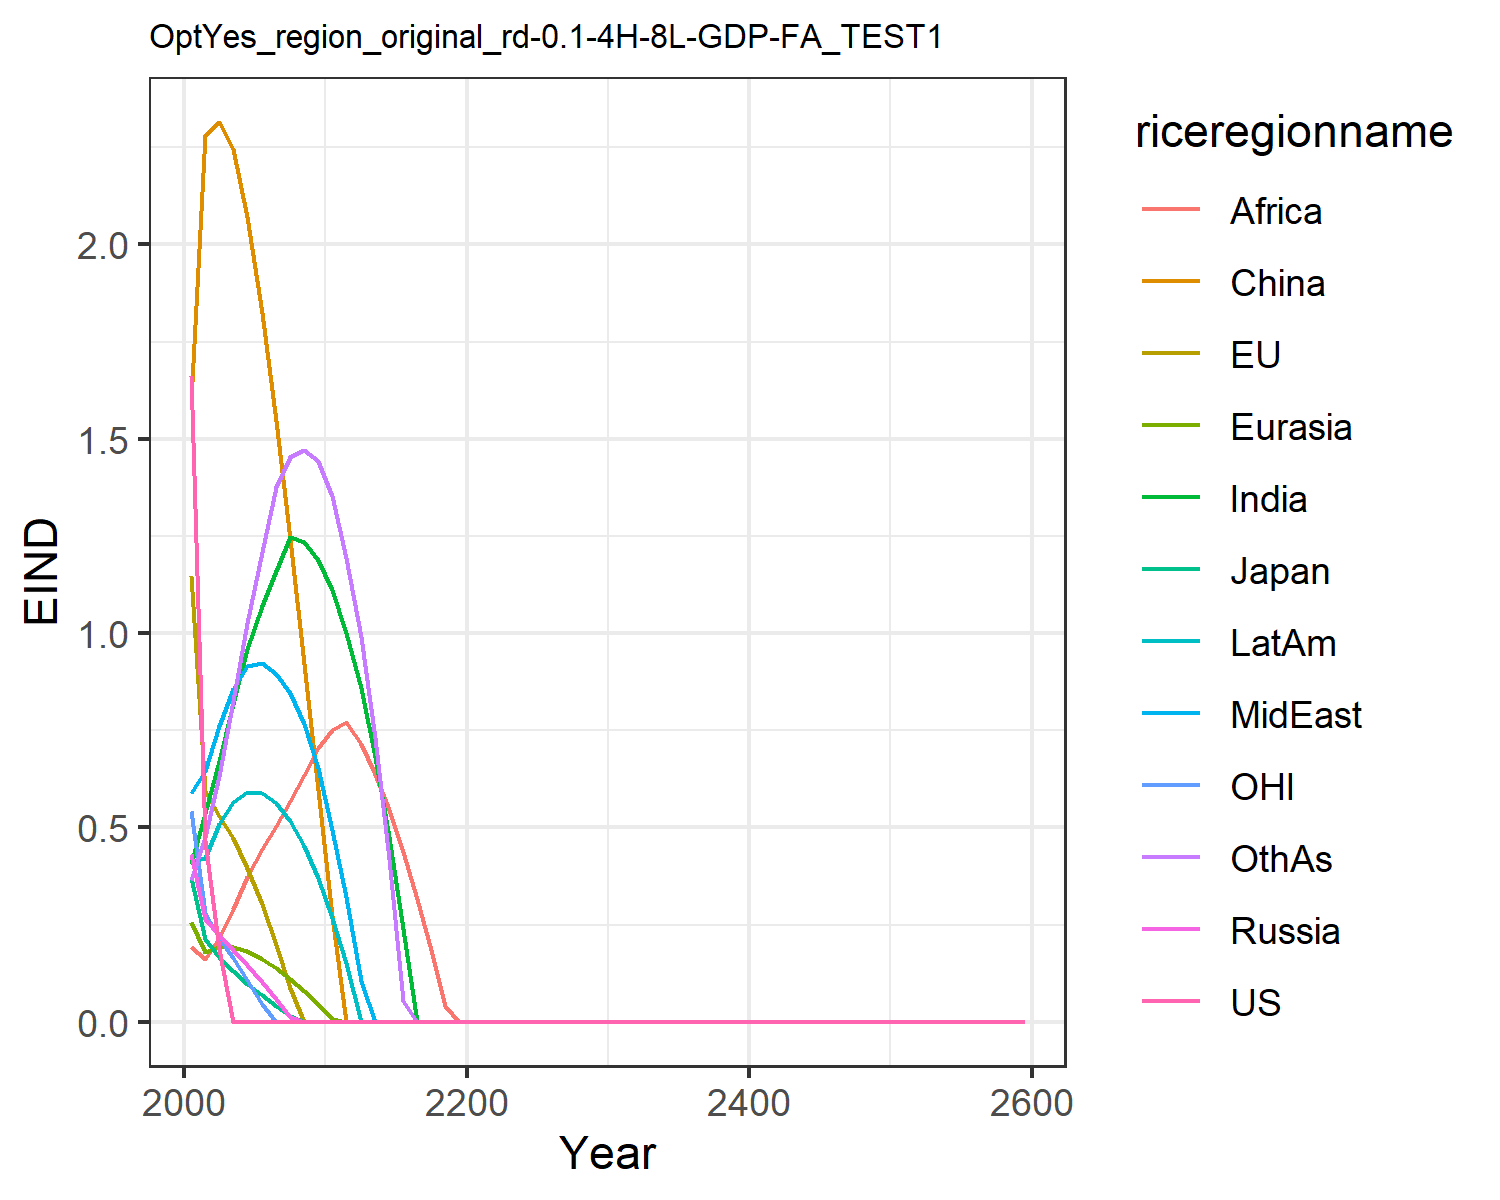 OptYes_region_original_rd-0.1-4H-8L-GDP-FA_TEST1
riceregionname
Africa
China
EU
Eurasia
India
Japan
LatAm
MidEast
OHI
OthAs
Russia
US
EIND
2.0
1.5
1.0
0.5
0.0
2000 2200 2400 2600
Year